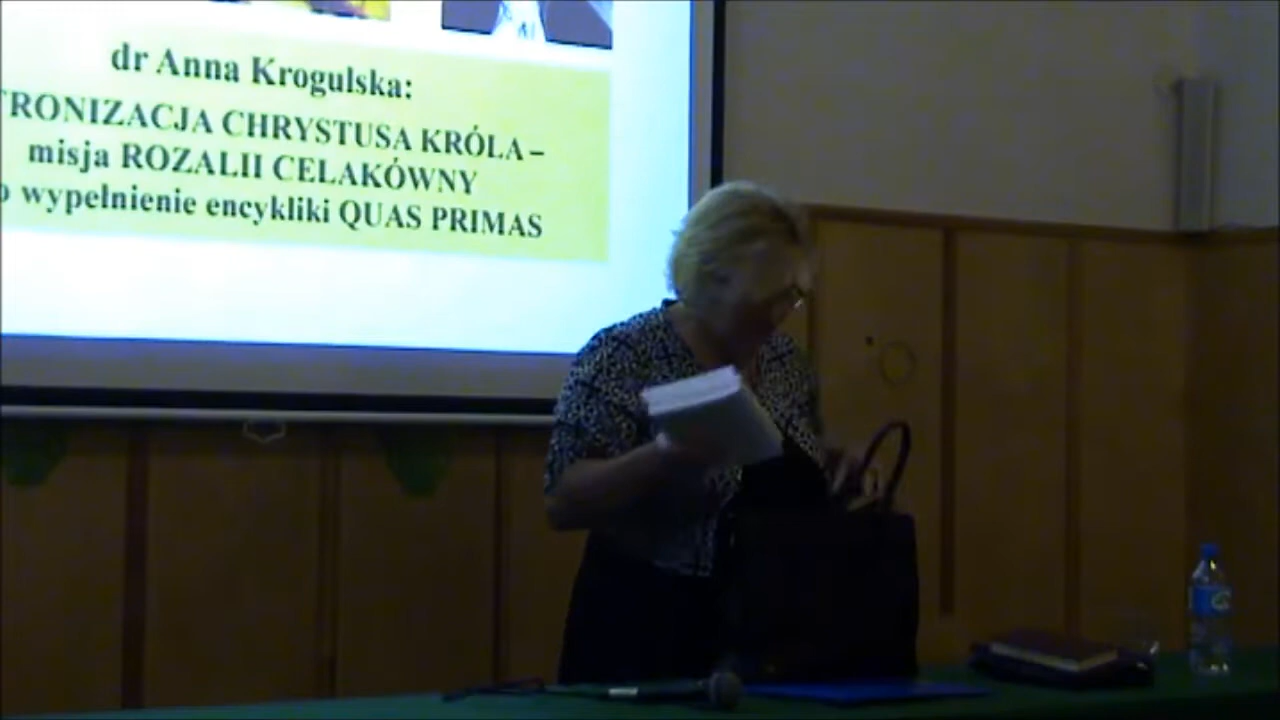 dr Anna Krogulska:
TRONIZACJA CHRYSTUSA KRÓLA –
misja ROZALII CELAKÓWNY
o wypełnienie encykliki QUAS PRIMAS